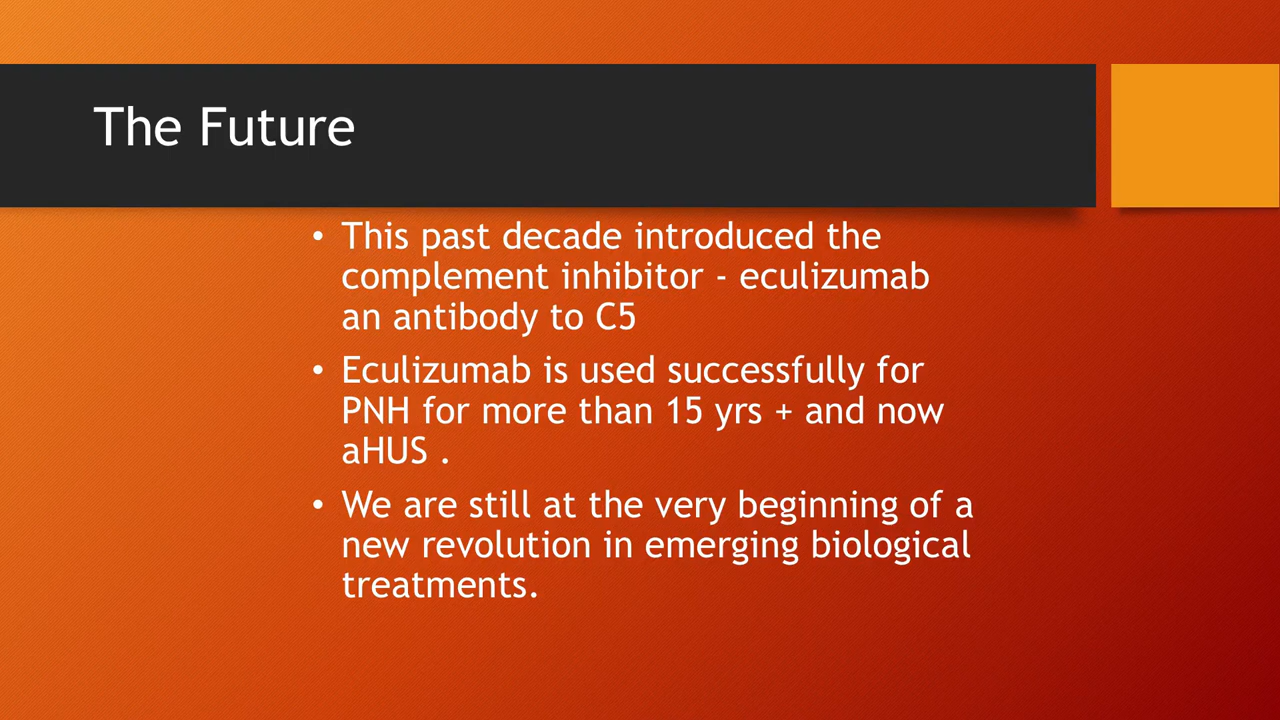 The Future
• This past decade introduced the
complement inhibitor - eculizumab
an antibody to C5
• Eculizumab is used successfully for
PNH for more than 15 yrs + and now
aHUS .
• We are still at the very beginning of a
new revolution in emerging biological
treatments.